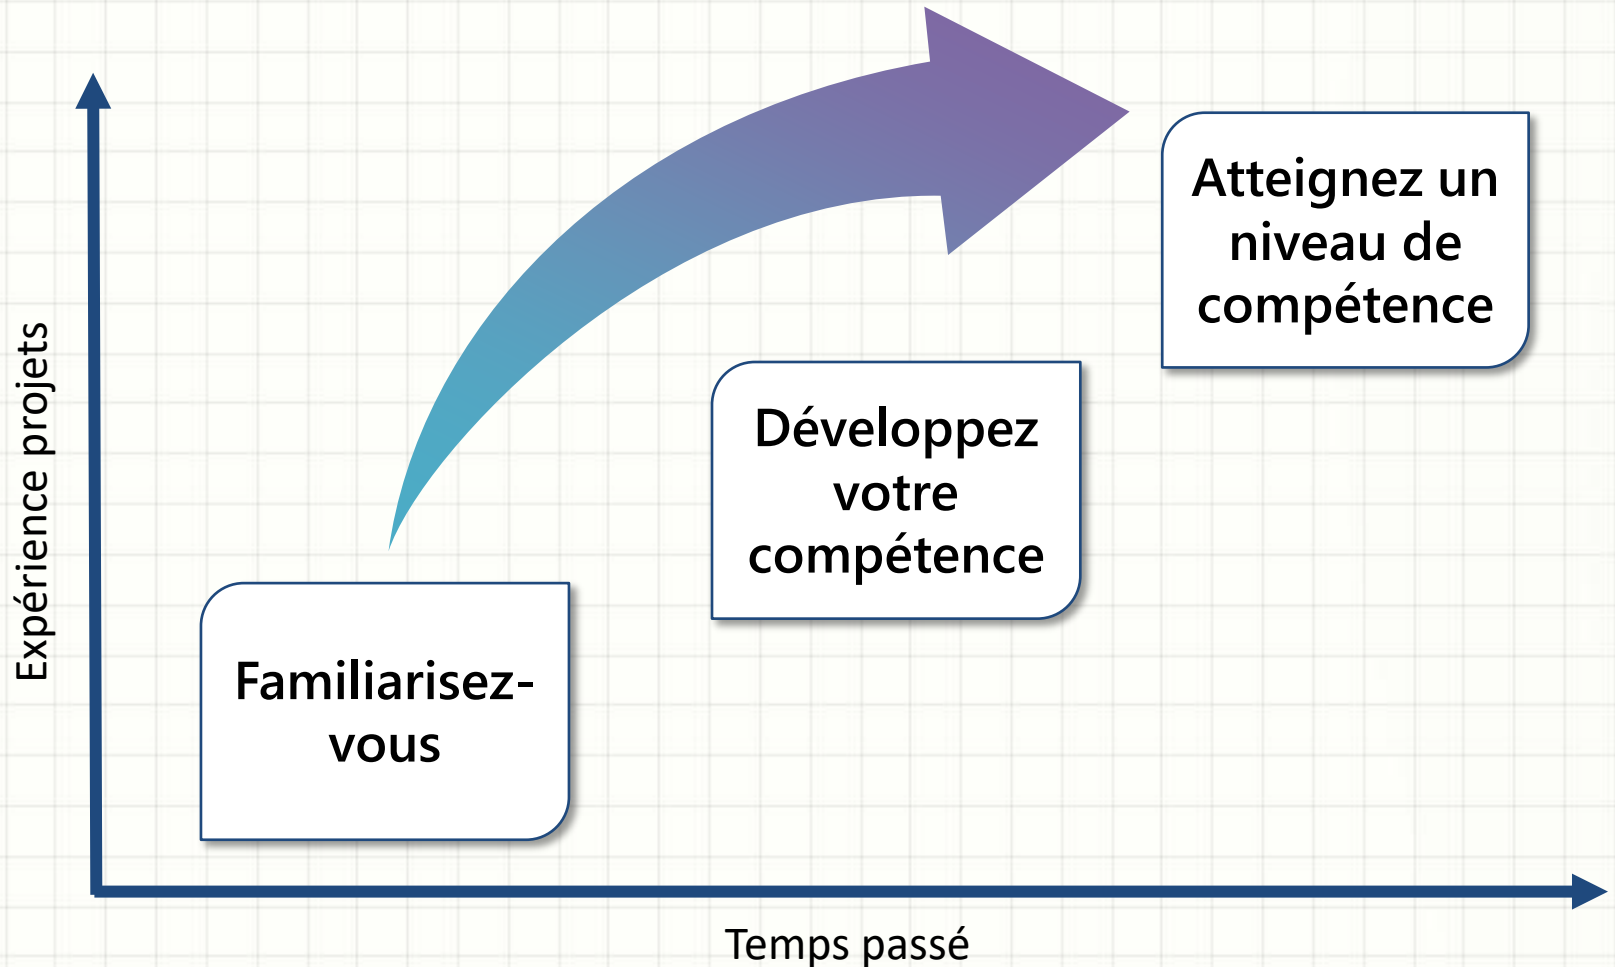 Atteignez un
niveau de
compétence
Développez
votre
compétence
Familiarisez-
vous
Expérience projets
Temps passé